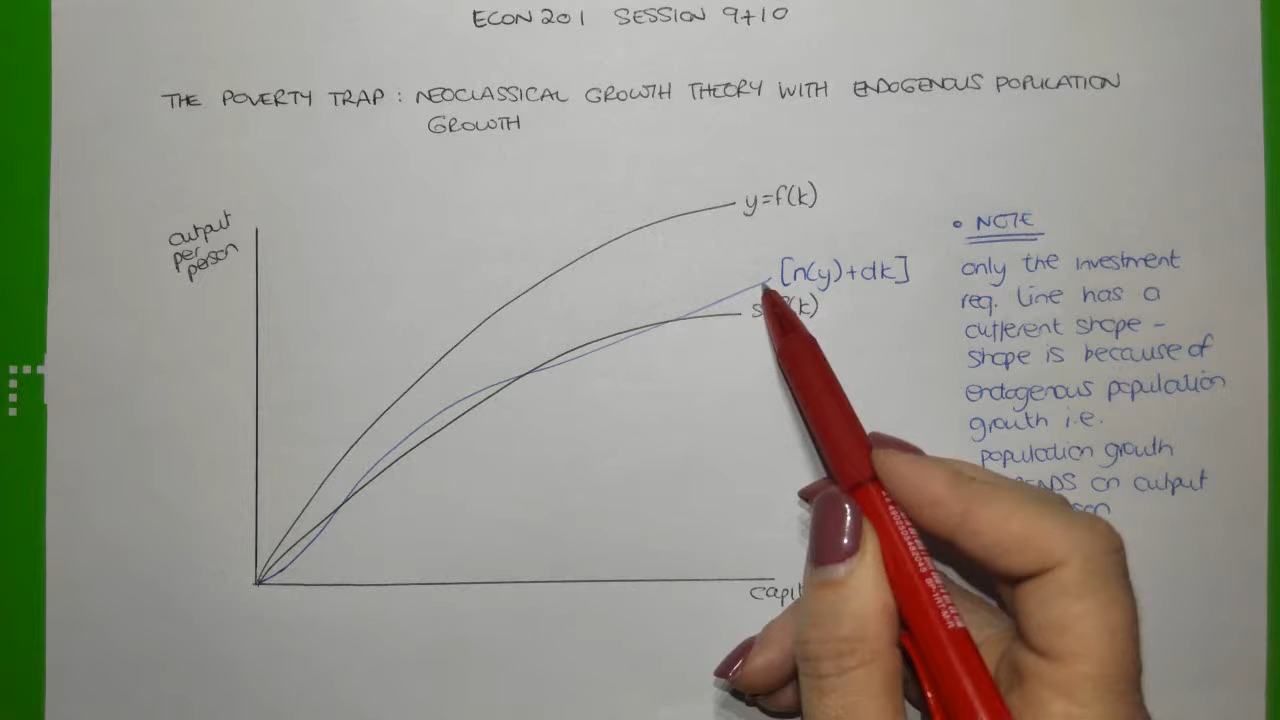 ECON 201 SESSION 9+10
THE POVERTY TRAP : NEOCLASSICAL GROWTH THEORY WITH ENDOGENOUS POPULATION
GROWTH
output
per
person
y=f(k)
[n(y)+dk]
• NOTE
only the investment
req. line has a
different shape -
shape is because of
endogenous population
growth i.e.
population growth
on output